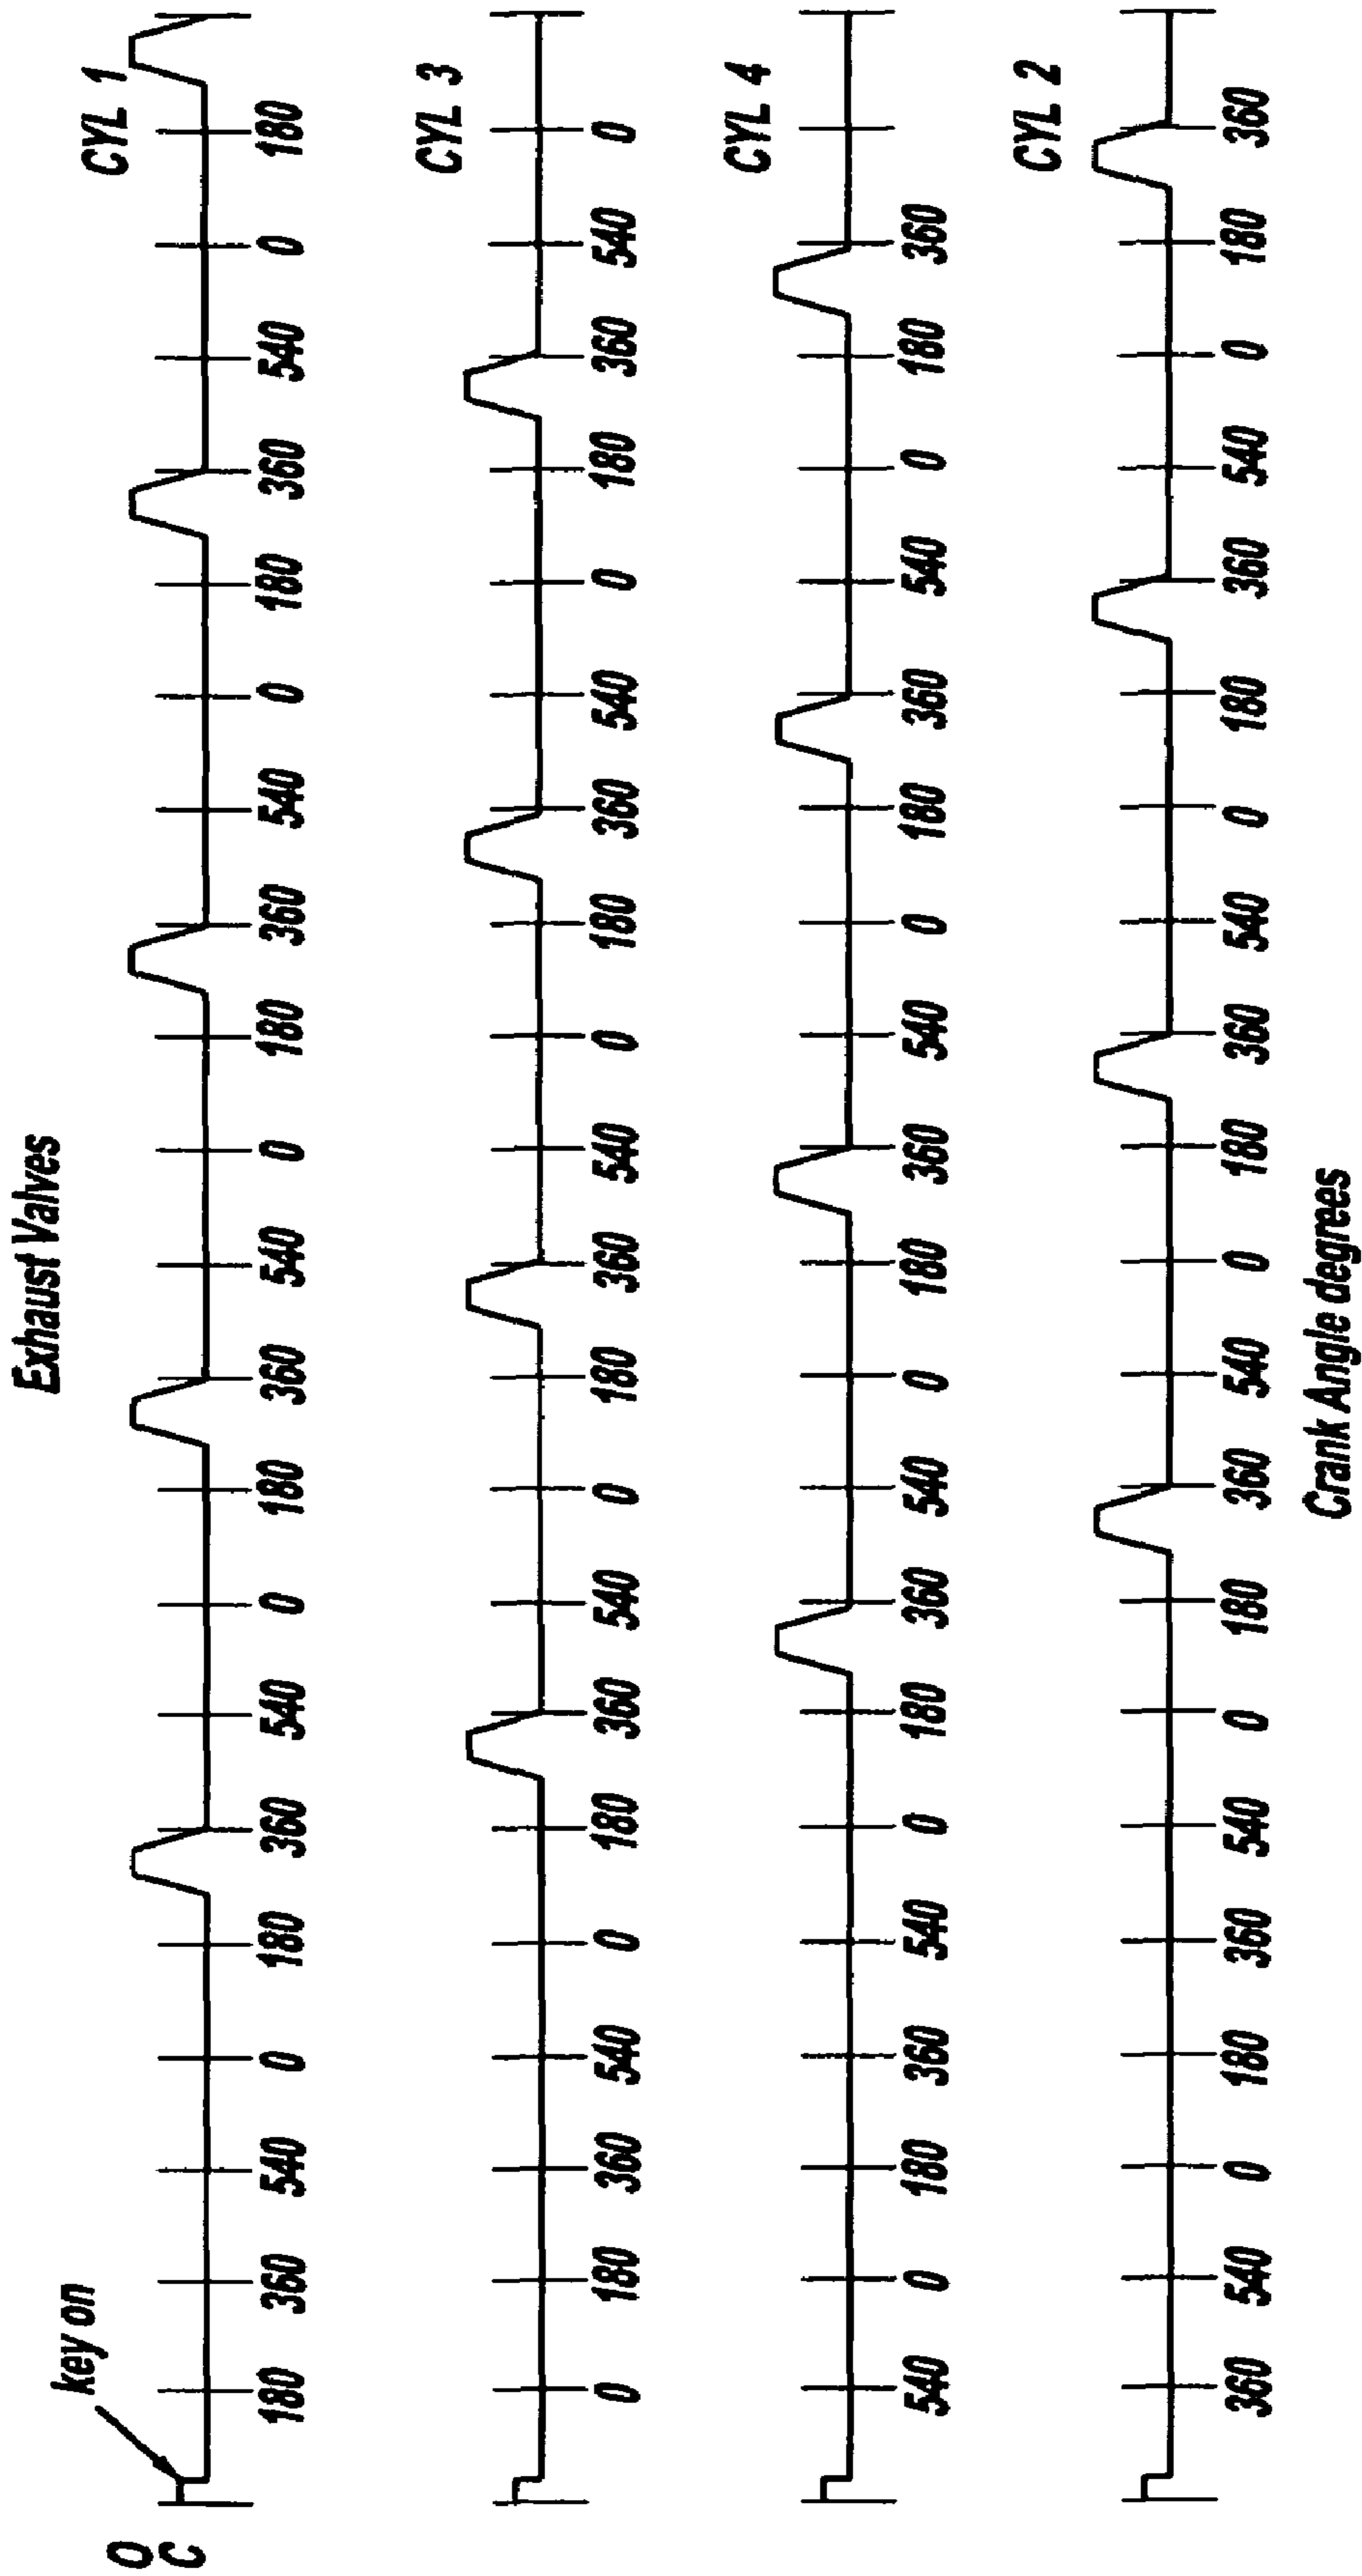 Exhaust Valves
key on
O
C
CYL 1
180 360 540 0 180 360 540 0 180 360 540 0 180 360 540 0 180 360 540 0 180
CYL 3
0 180 360 540 0 180 360 540 0 180 360 540 0 180 360 540 0 180 360 540 0
CYL 4
540 0 180 360 540 0 180 360 540 0 180 360 540 0 180 360 540 0 180 360
CYL 2
360 540 0 180 360 540 0 180 360 540 0 180 360 540 0 180 360 540 0 180 360
Crank Angle degrees